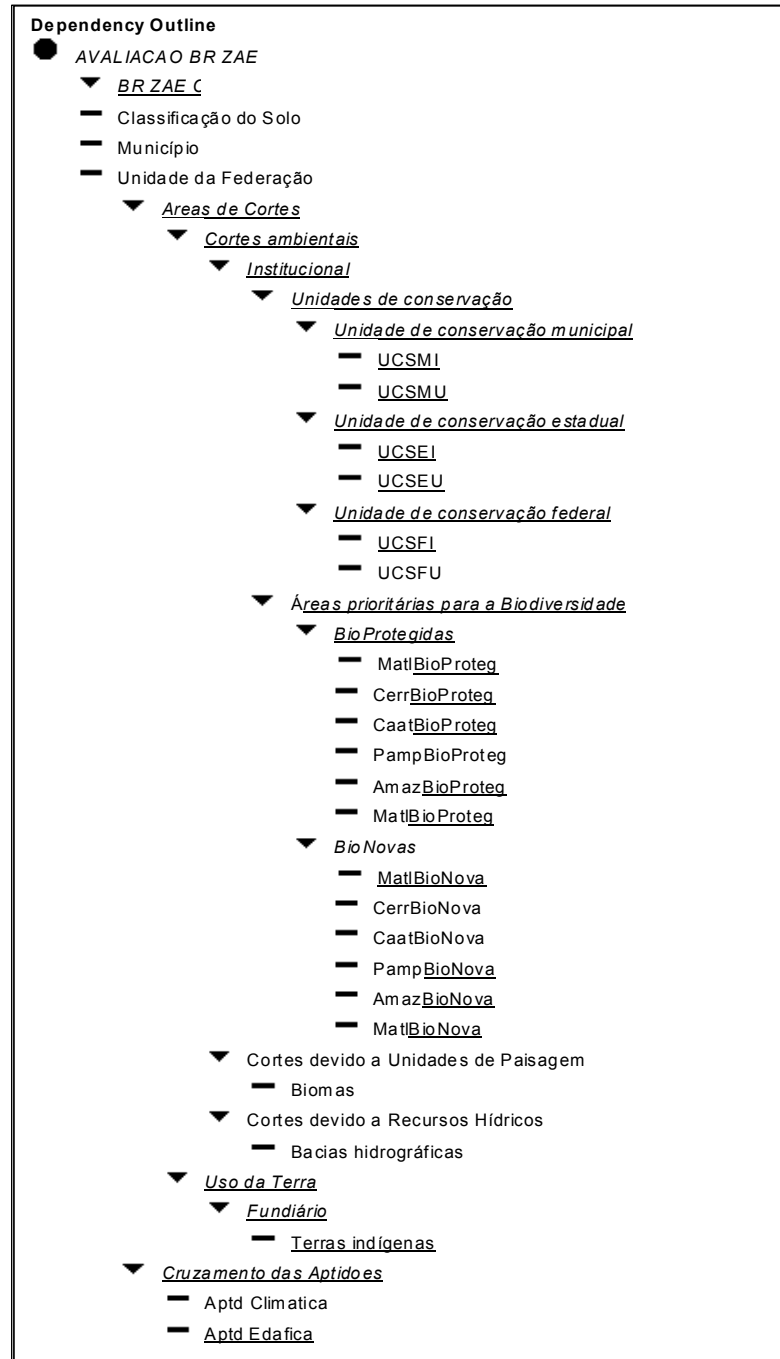 Dependency Outline
AVALIACAO BR ZAE
BR ZAE C
Classificação do Solo
Município
Unidade da Federação
Areas de Cortes
Cortes ambientais
Institucional
Unidades de conservação
Unidade de conservação municipal
UCSMI
UCSMU
Unidade de conservação estadual
UCSEI
UCSEU
Unidade de conservação federal
UCSFI
UCSFU
Áreas prioritárias para a Biodiversidade
BioProtegidas
MatlBioProteg
CerrBioProteg
CaatBioProteg
PampBioProteg
AmazBioProteg
MatlBioProteg
BioNovas
MatlBioNova
CerrBioNova
CaatBioNova
PampBioNova
AmazBioNova
MatlBioNova
Cortes devido a Unidades de Paisagem
Biomas
Cortes devido a Recursos Hídricos
Bacias hidrográficas
Uso da Terra
Fundiário
Terras indígenas
Cruzamento das Aptidoes
Aptd Climatica
Aptd Edafica